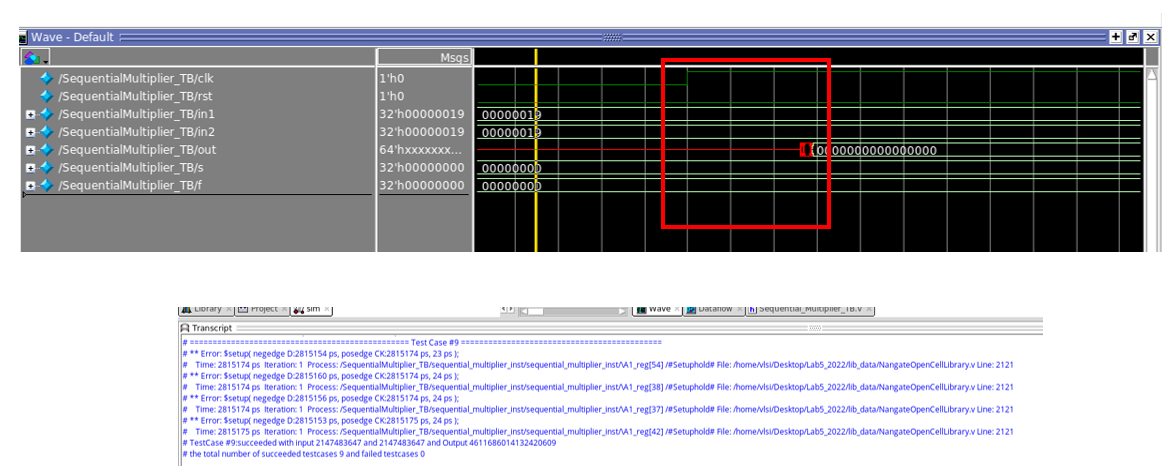 Wave - Default
Msgs
/SequentialMultiplier_TB/clk 1'h0
/SequentialMultiplier_TB/rst 1'h0
/SequentialMultiplier_TB/in1 32'h00000019 00000019
/SequentialMultiplier_TB/in2 32'h00000019 00000019
/SequentialMultiplier_TB/out 64'hxxxxxxx... 0000000000000000
/SequentialMultiplier_TB/s 32'h00000000 00000000
/SequentialMultiplier_TB/f 32'h00000000 00000000
Library Project sim Wave Dataflow Sequential_Multiplier_TB.v
Transcript
# ================================================ Test Case #9 ============================================
# ** Error: $setup( negedge D:2815154 ps, posedge CK:2815174 ps, 23 ps );
# Time: 2815174 ps Iteration: 1 Process: /SequentialMultiplier_TB/sequential_multiplier_inst/sequential_multiplier_inst/\A1_reg[54] /#Setuphold# File: /home/vlsi/Desktop/Lab5_2022/lib_data/NangateOpenCellLibrary.v Line: 2121
# ** Error: $setup( negedge D:2815160 ps, posedge CK:2815174 ps, 24 ps );
# Time: 2815174 ps Iteration: 1 Process: /SequentialMultiplier_TB/sequential_multiplier_inst/sequential_multiplier_inst/\A1_reg[38] /#Setuphold# File: /home/vlsi/Desktop/Lab5_2022/lib_data/NangateOpenCellLibrary.v Line: 2121
# ** Error: $setup( negedge D:2815156 ps, posedge CK:2815174 ps, 24 ps );
# Time: 2815174 ps Iteration: 1 Process: /SequentialMultiplier_TB/sequential_multiplier_inst/sequential_multiplier_inst/\A1_reg[37] /#Setuphold# File: /home/vlsi/Desktop/Lab5_2022/lib_data/NangateOpenCellLibrary.v Line: 2121
# ** Error: $setup( negedge D:2815153 ps, posedge CK:2815175 ps, 24 ps );
# Time: 2815175 ps Iteration: 1 Process: /SequentialMultiplier_TB/sequential_multiplier_inst/sequential_multiplier_inst/\A1_reg[42] /#Setuphold# File: /home/vlsi/Desktop/Lab5_2022/lib_data/NangateOpenCellLibrary.v Line: 2121
# TestCase #9:succeeded with input 2147483647 and 2147483647 and Output 4611686014132420609
# the total number of succeeded testcases 9 and failed testcases 0